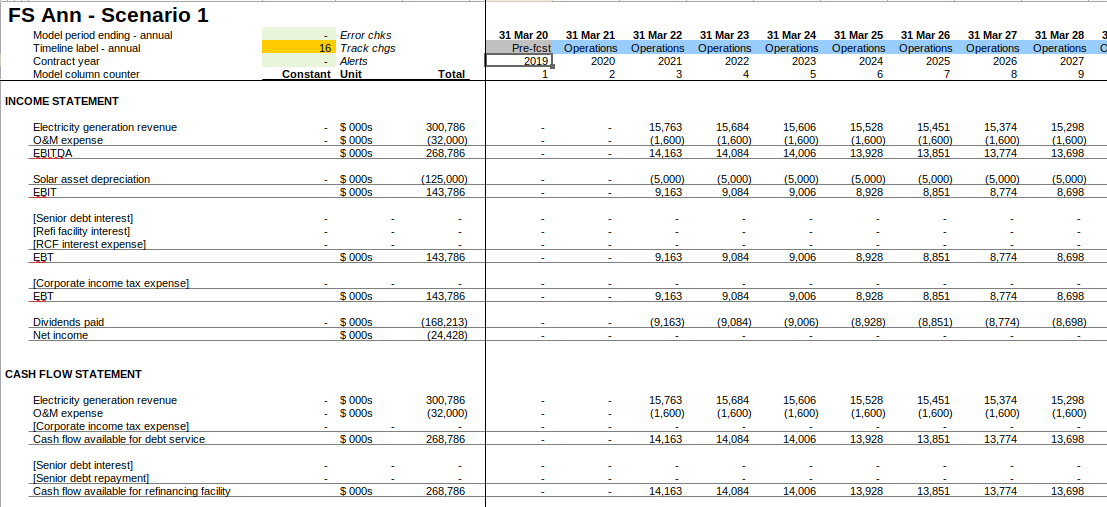 FS Ann - Scenario 1
Model period ending - annual - Error chks 31 Mar 20 31 Mar 21 31 Mar 22 31 Mar 23 31 Mar 24 31 Mar 25 31 Mar 26 31 Mar 27 31 Mar 28 3
Timeline label - annual 16 Track chgs Pre-fcst Operations Operations Operations Operations Operations Operations Operations Operations O
Contract year - Alerts 2019 2020 2021 2022 2023 2024 2025 2026 2027
Model column counter Constant Unit Total 1 2 3 4 5 6 7 8 9
INCOME STATEMENT
Electricity generation revenue - $ 000s 300,786 - - 15,763 15,684 15,606 15,528 15,451 15,374 15,298
O&M expense - $ 000s (32,000) - - (1,600) (1,600) (1,600) (1,600) (1,600) (1,600) (1,600)
EBITDA $ 000s 268,786 - - 14,163 14,084 14,006 13,928 13,851 13,774 13,698
Solar asset depreciation - $ 000s (125,000) - - (5,000) (5,000) (5,000) (5,000) (5,000) (5,000) (5,000)
EBIT $ 000s 143,786 - - 9,163 9,084 9,006 8,928 8,851 8,774 8,698
[Senior debt interest] - - - - - - - - - - - -
[Refi facility interest] - - - - - - - - - - - -
[RCF interest expense] - - - - - - - - - - - -
EBT $ 000s 143,786 - - 9,163 9,084 9,006 8,928 8,851 8,774 8,698
[Corporate income tax expense] - - - - - - - - - - - -
EBT $ 000s 143,786 - - 9,163 9,084 9,006 8,928 8,851 8,774 8,698
Dividends paid - $ 000s (168,213) - - (9,163) (9,084) (9,006) (8,928) (8,851) (8,774) (8,698)
Net income $ 000s (24,428) - - - - - - - - -
CASH FLOW STATEMENT
Electricity generation revenue - $ 000s 300,786 - - 15,763 15,684 15,606 15,528 15,451 15,374 15,298
O&M expense - $ 000s (32,000) - - (1,600) (1,600) (1,600) (1,600) (1,600) (1,600) (1,600)
[Corporate income tax expense] - - - - - - - - - - - -
Cash flow available for debt service $ 000s 268,786 - - 14,163 14,084 14,006 13,928 13,851 13,774 13,698
[Senior debt interest] - - - - - - - - - - - -
[Senior debt repayment] - - - - - - - - - - - -
Cash flow available for refinancing facility $ 000s 268,786 - - 14,163 14,084 14,006 13,928 13,851 13,774 13,698